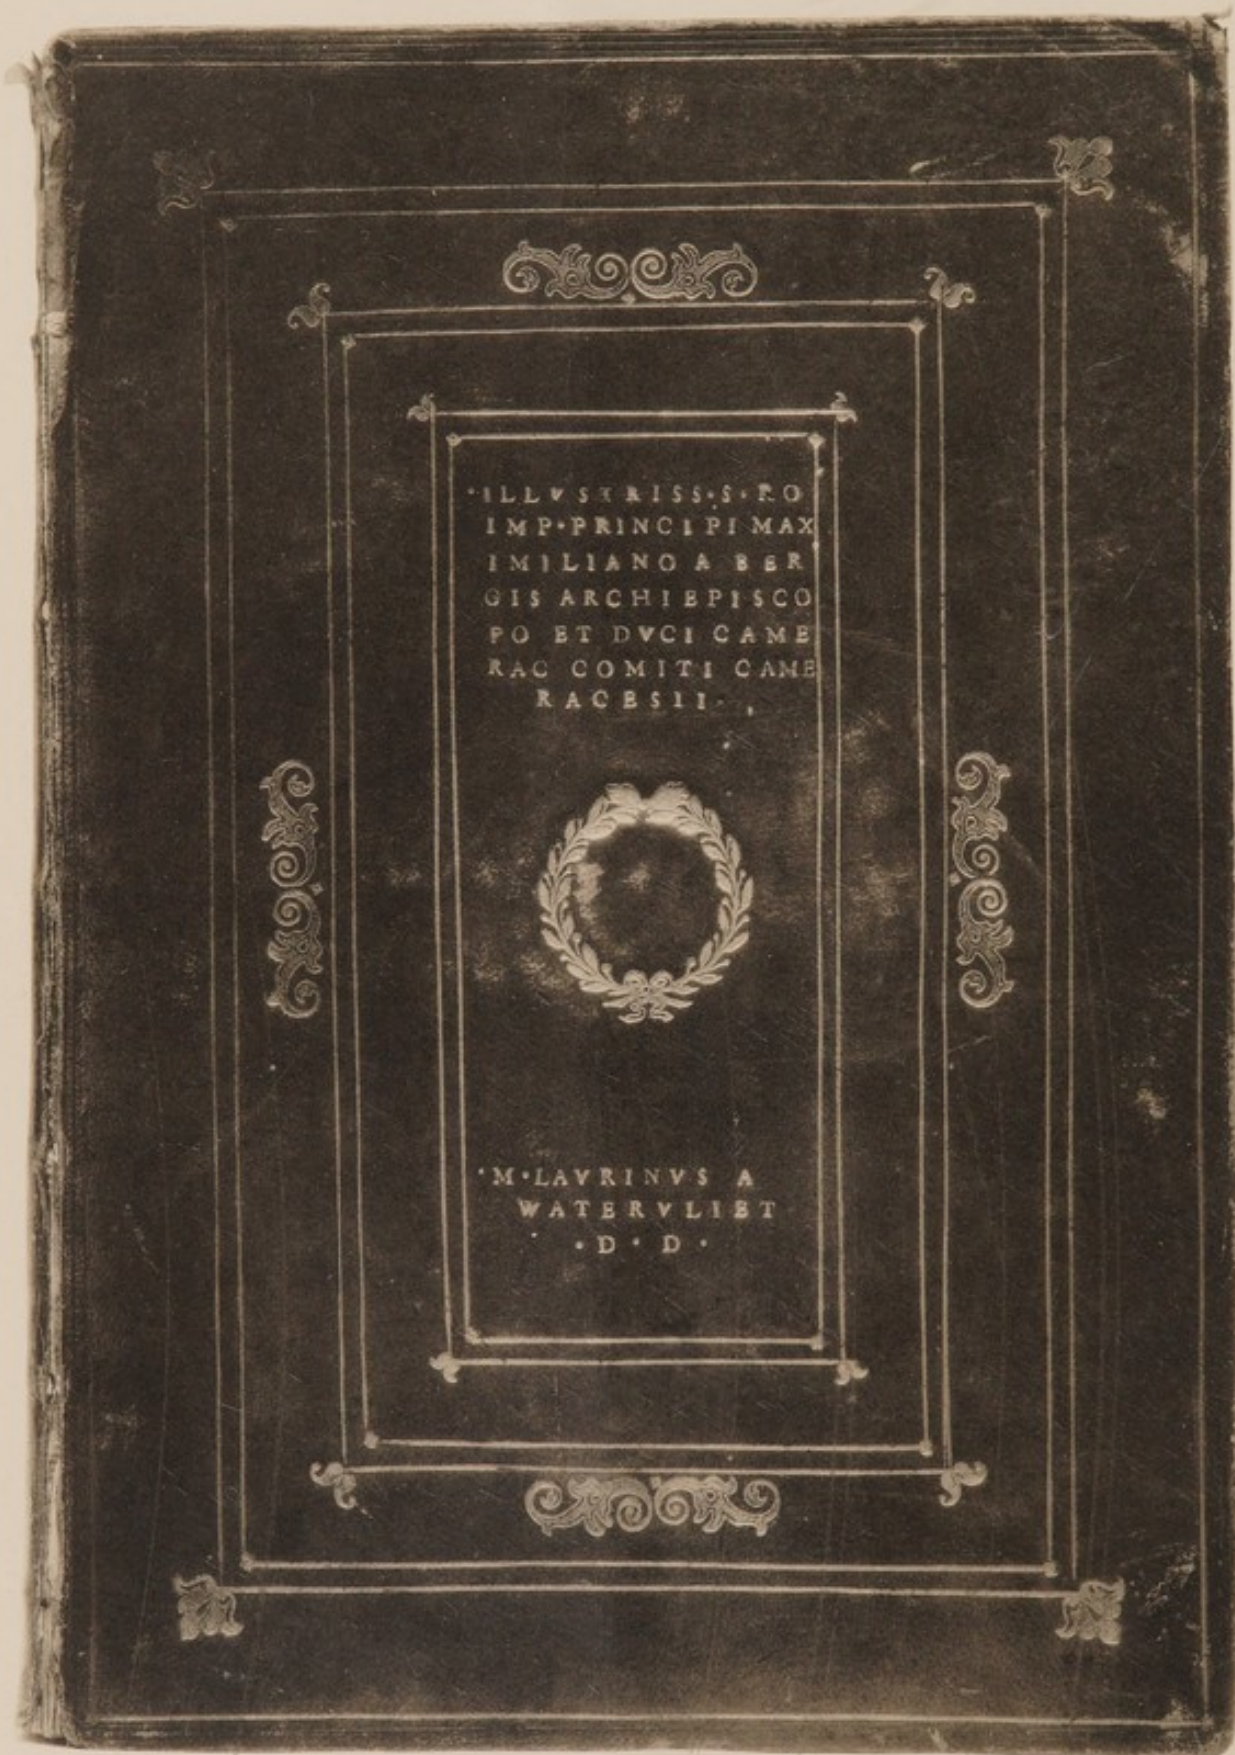 ·ILLVSTRISS·S·RO
IMP·PRINCIPI MAX
IMILIANO A BER
GIS ARCHIEPISCO
PO ET DVCI CAME
RAC COMITI CAME
RACESII·
·M·LAVRINVS A
WATERVLIET
·D·D·